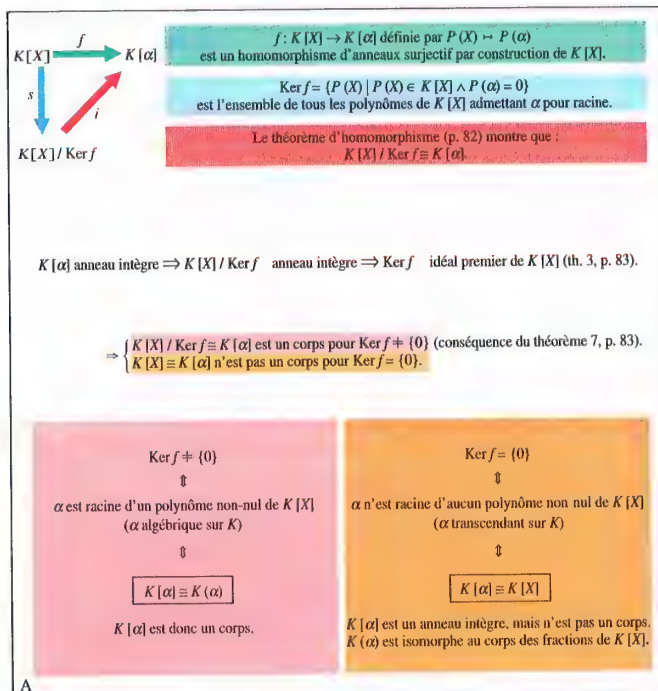 K[X] f K[α]
s i
K[X] / Ker f
f : K[X] → K[α] définie par P(X) ↦ P(α)
est un homomorphisme d'anneaux surjectif par construction de K[X].
Ker f = {P(X) | P(X) ∈ K[X] ∧ P(α) = 0}
est l'ensemble de tous les polynômes de K[X] admettant α pour racine.
Le théorème d'homomorphisme (p. 82) montre que :
K[X] / Ker f ≅ K[α].
K[α] anneau intègre ⟹ K[X] / Ker f anneau intègre ⟹ Ker f idéal premier de K[X] (th. 3, p. 83).
⇒ { K[X] / Ker f ≅ K[α] est un corps pour Ker f ≠ {0} (conséquence du théorème 7, p. 83).
K[X] ≅ K[α] n'est pas un corps pour Ker f = {0}.
Ker f ≠ {0}
⇕
α est racine d'un polynôme non-nul de K[X]
(α algébrique sur K)
⇕
K[α] ≅ K(α)
K[α] est donc un corps.
Ker f = {0}
⇕
α n'est racine d'aucun polynôme non nul de K[X]
(α transcendant sur K)
⇕
K[α] ≅ K[X]
K[α] est un anneau intègre, mais n'est pas un corps.
K(α) est isomorphe au corps des fractions de K[X].
A